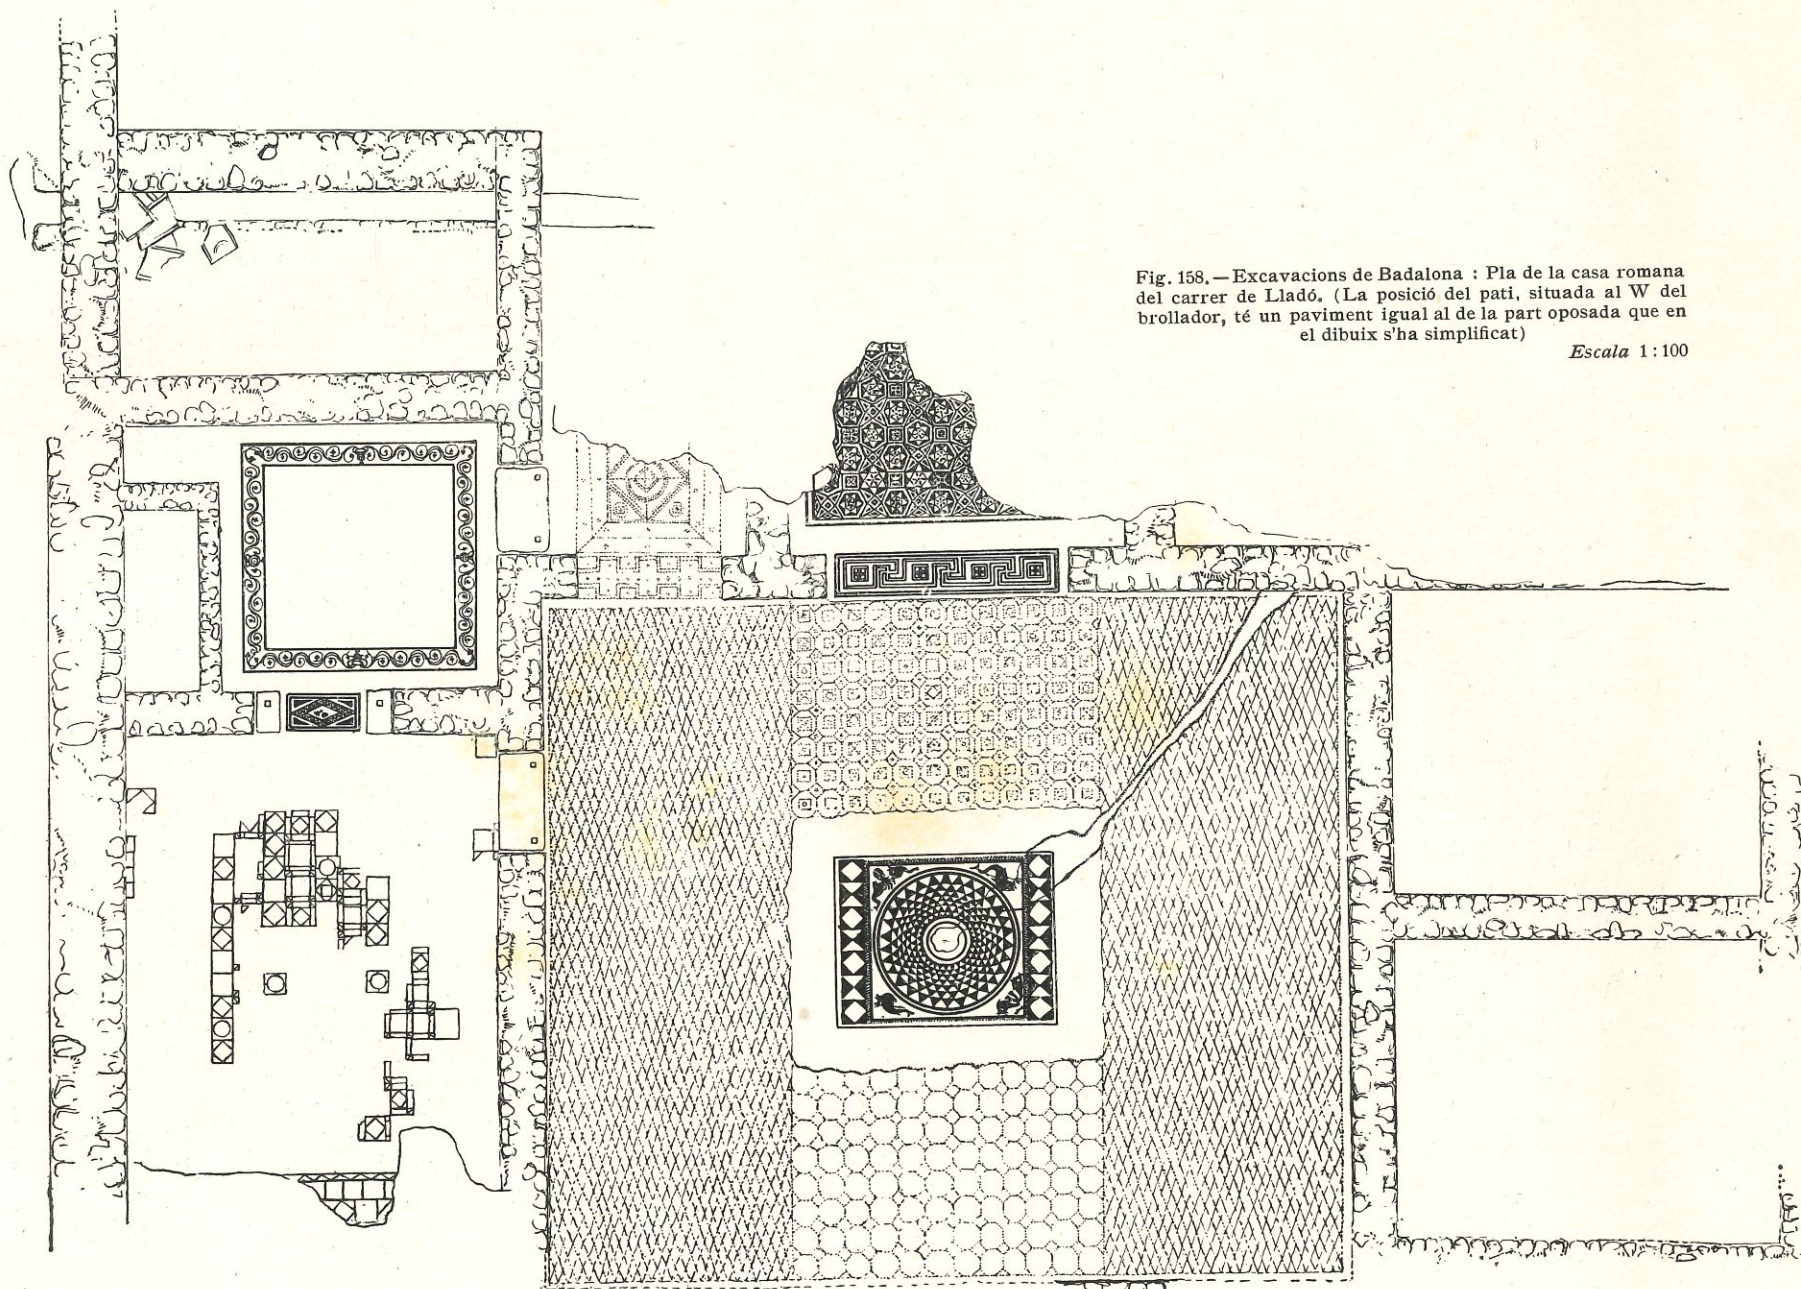 Fig. 158.—Excavacions de Badalona : Pla de la casa romana
del carrer de Lladó. (La posició del pati, situada al W del
brollador, té un paviment igual al de la part oposada que en
el dibuix s'ha simplificat)
Escala 1:100